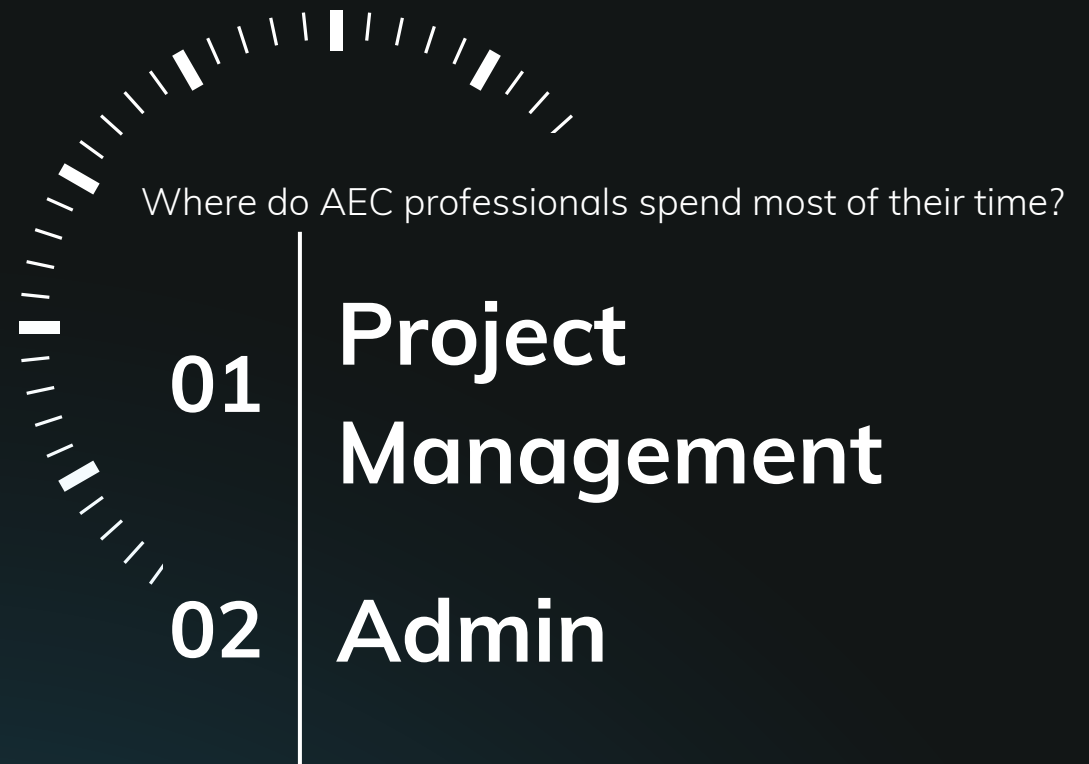 Where do AEC professionals spend most of their time?
01
Project
Management
02
Admin